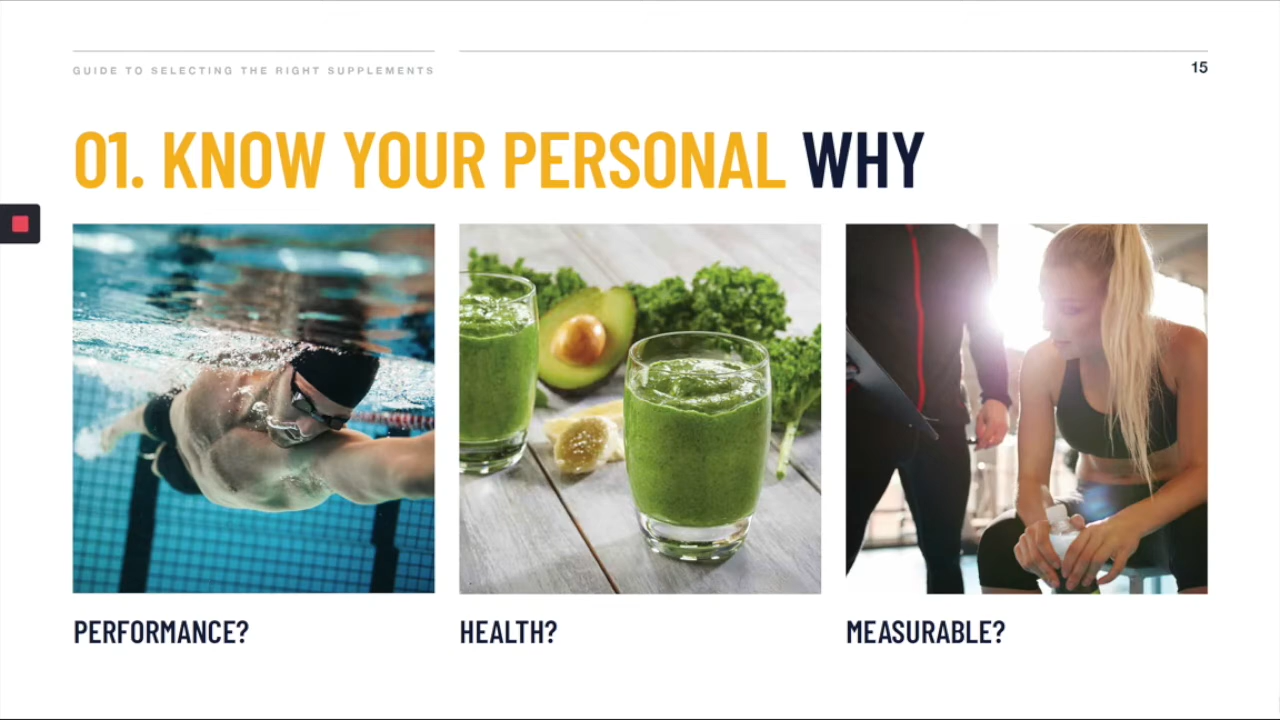 GUIDE TO SELECTING THE RIGHT SUPPLEMENTS
15
01. KNOW YOUR PERSONAL WHY
PERFORMANCE?
HEALTH?
MEASURABLE?